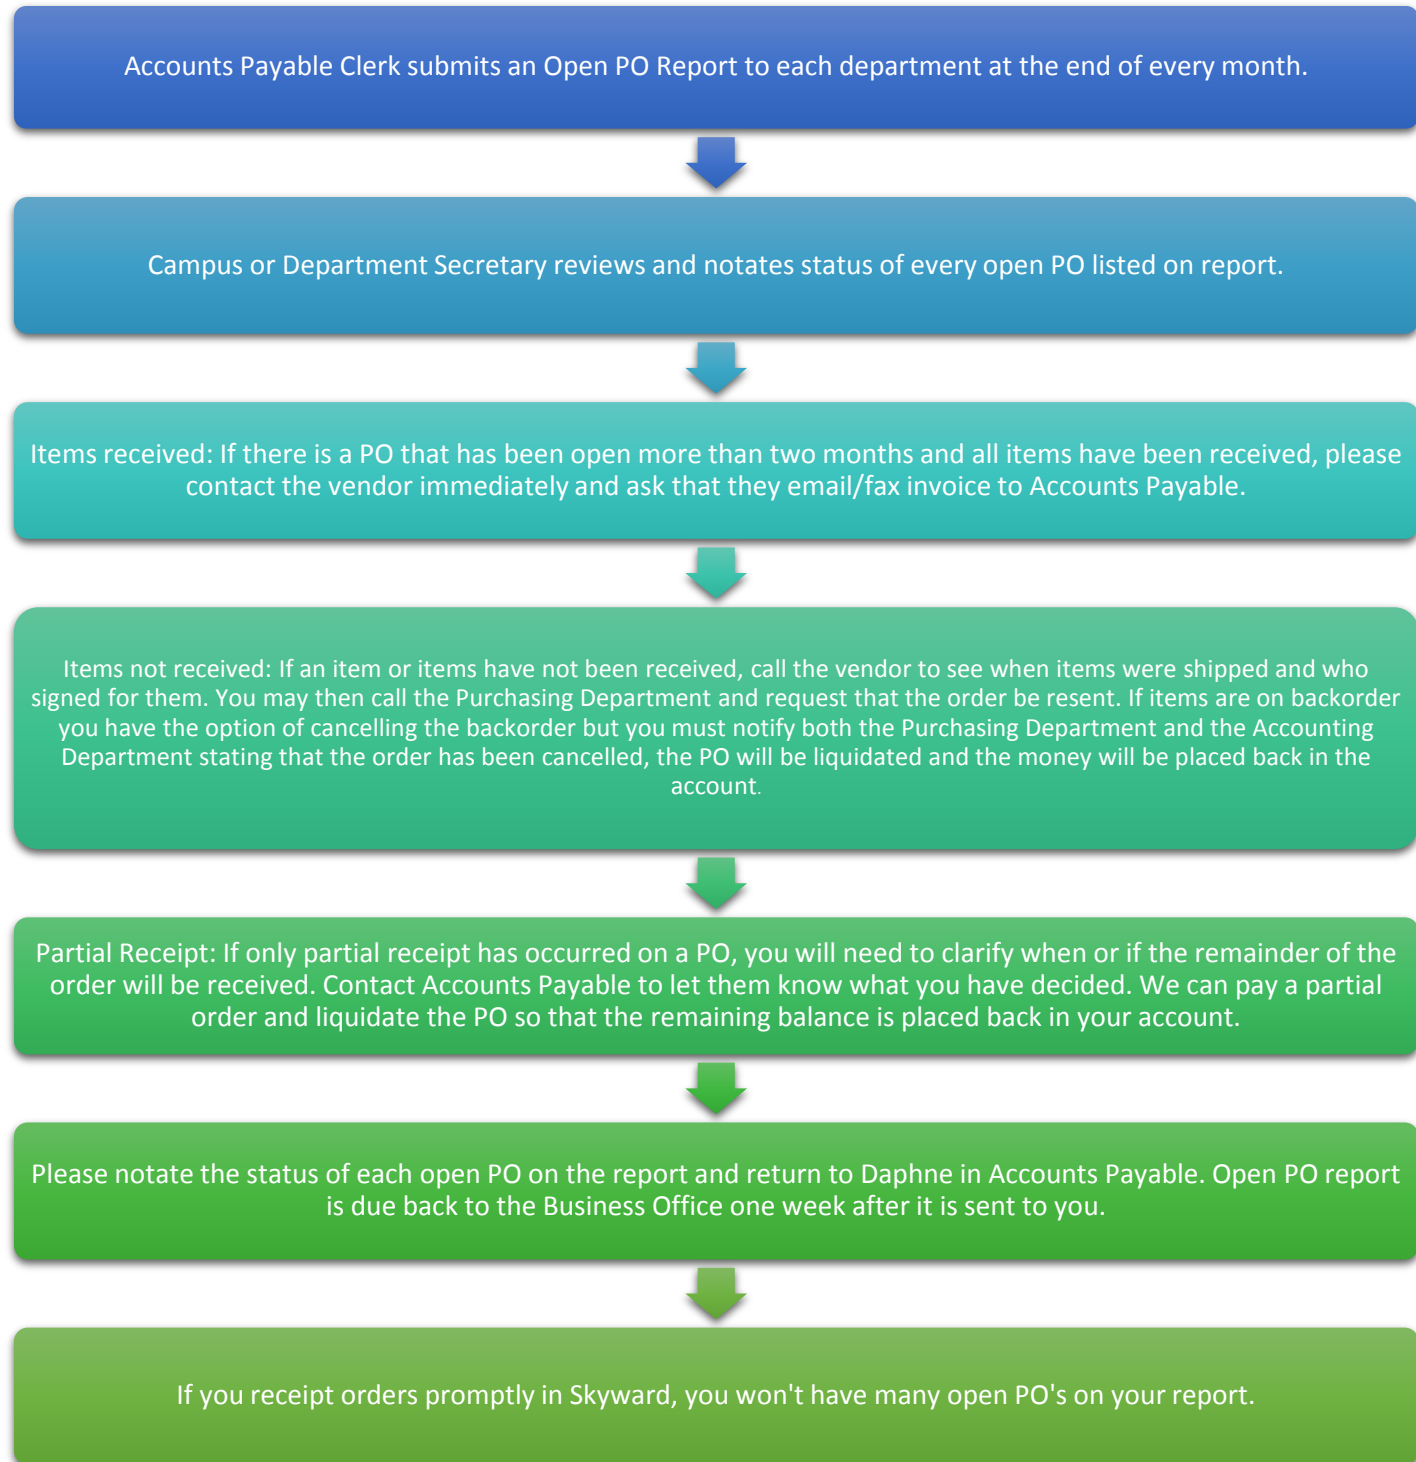 Accounts Payable Clerk submits an Open PO Report to each department at the end of every month.
Campus or Department Secretary reviews and notates status of every open PO listed on report.
Items received: If there is a PO that has been open more than two months and all items have been received, please
contact the vendor immediately and ask that they email/fax invoice to Accounts Payable.
Items not received: If an item or items have not been received, call the vendor to see when items were shipped and who
signed for them. You may then call the Purchasing Department and request that the order be resent. If items are on backorder
you have the option of cancelling the backorder but you must notify both the Purchasing Department and the Accounting
Department stating that the order has been cancelled, the PO will be liquidated and the money will be placed back in the
account.
Partial Receipt: If only partial receipt has occurred on a PO, you will need to clarify when or if the remainder of the
order will be received. Contact Accounts Payable to let them know what you have decided. We can pay a partial
order and liquidate the PO so that the remaining balance is placed back in your account.
Please notate the status of each open PO on the report and return to Daphne in Accounts Payable. Open PO report
is due back to the Business Office one week after it is sent to you.
If you receipt orders promptly in Skyward, you won't have many open PO's on your report.